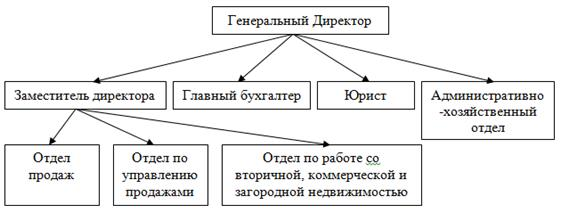 Генеральный Директор
Заместитель директора
Главный бухгалтер
Юрист
Административно
-хозяйственный
отдел
Отдел
продаж
Отдел по
управлению
продажами
Отдел по работе со
вторичной, коммерческой и
загородной недвижимостью